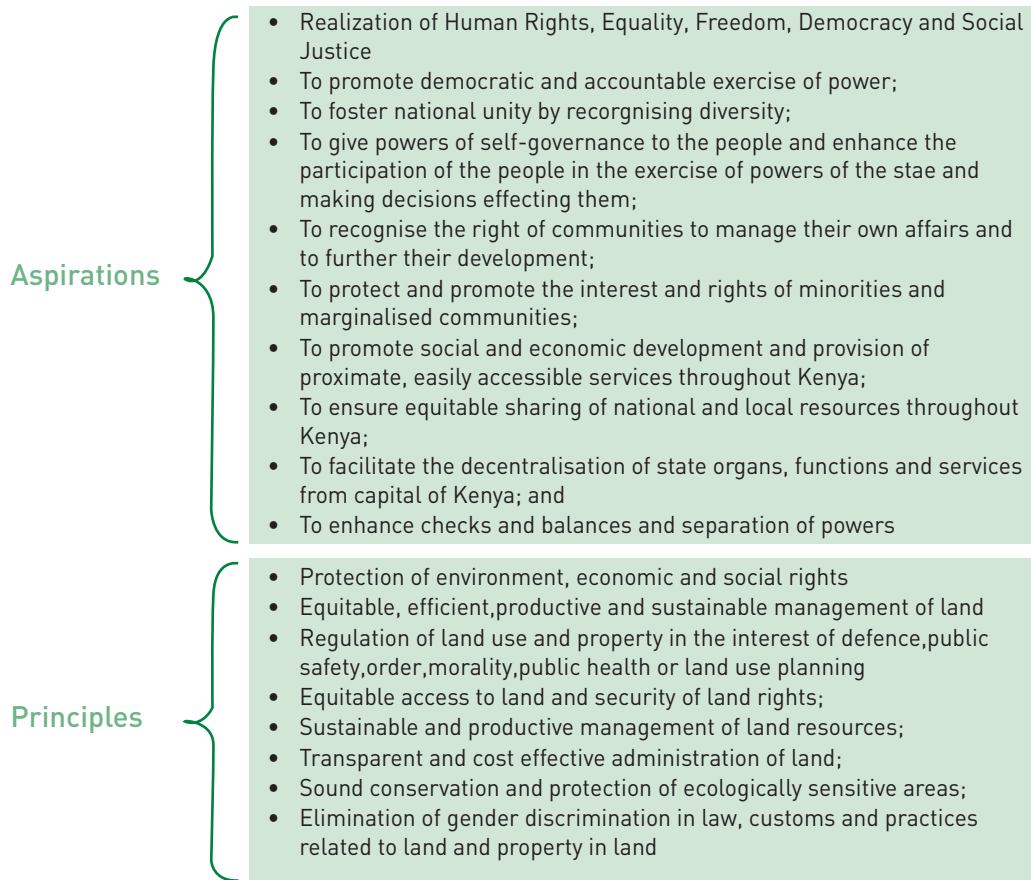 Aspirations
• Realization of Human Rights, Equality, Freedom, Democracy and Social
Justice
• To promote democratic and accountable exercise of power;
• To foster national unity by recorgnising diversity;
• To give powers of self-governance to the people and enhance the
participation of the people in the exercise of powers of the stae and
making decisions effecting them;
• To recognise the right of communities to manage their own affairs and
to further their development;
• To protect and promote the interest and rights of minorities and
marginalised communities;
• To promote social and economic development and provision of
proximate, easily accessible services throughout Kenya;
• To ensure equitable sharing of national and local resources throughout
Kenya;
• To facilitate the decentralisation of state organs, functions and services
from capital of Kenya; and
• To enhance checks and balances and separation of powers
Principles
• Protection of environment, economic and social rights
• Equitable, efficient,productive and sustainable management of land
• Regulation of land use and property in the interest of defence,public
safety,order,morality,public health or land use planning
• Equitable access to land and security of land rights;
• Sustainable and productive management of land resources;
• Transparent and cost effective administration of land;
• Sound conservation and protection of ecologically sensitive areas;
• Elimination of gender discrimination in law, customs and practices
related to land and property in land